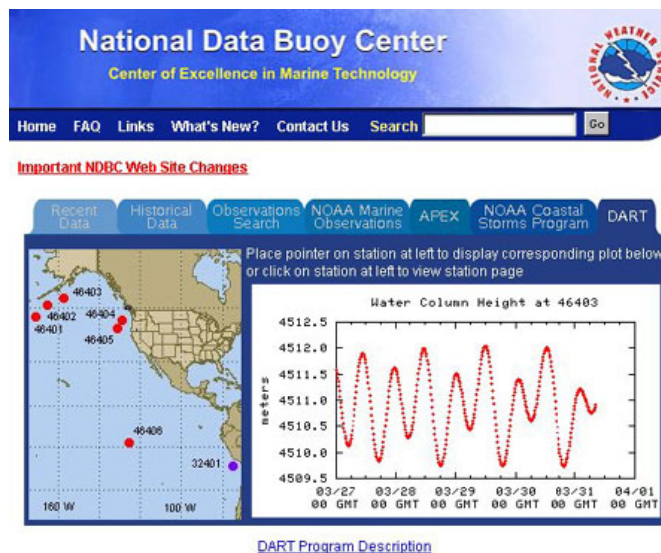 National Data Buoy Center
Center of Excellence in Marine Technology
NATIONAL WEATHER SERVICE
Home FAQ Links What's New? Contact Us Search Go
Important NDBC Web Site Changes
Recent Data
Historical Data
Observations Search
NOAA Marine Observations
APEX
NOAA Coastal Storms Program
DART
Place pointer on station at left to display corresponding plot below
or click on station at left to view station page
46403
46402
46401
46404
46405
46406
32401
160 W
100 W
Water Column Height at 46403
meters
4512.5
4512.0
4511.5
4511.0
4510.5
4510.0
4509.5
03/27 03/28 03/29 03/30 03/31 04/01
00 GMT 00 GMT 00 GMT 00 GMT 00 GMT 00 GMT
DART Program Description